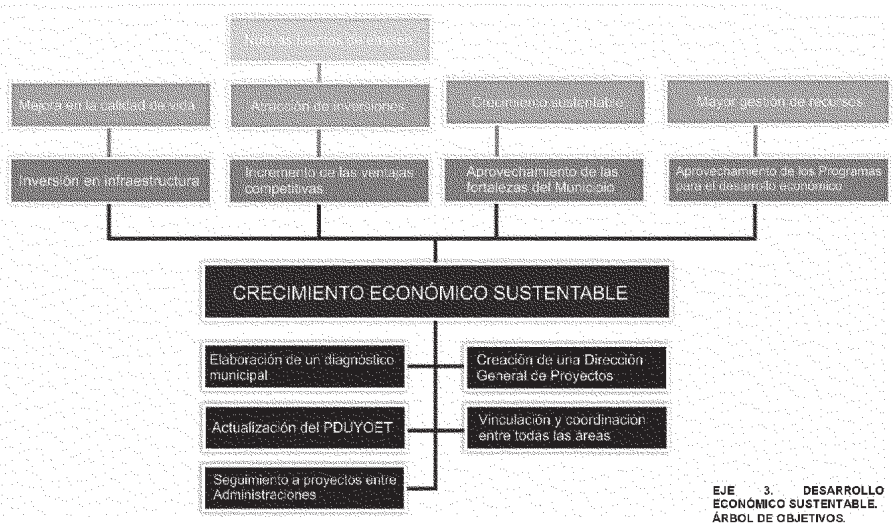 Mejora en la calidad de vida
Atracción de inversiones
Crecimiento sustentable
Mayor gestión de recursos
Inversión en infraestructura
Incremento de las ventajas
competitivas
Aprovechamiento de las
fortalezas del Municipio
Aprovechamiento de los Programas
para el desarrollo económico
CRECIMIENTO ECONÓMICO SUSTENTABLE
Elaboración de un diagnóstico
municipal
Creación de una Dirección
General de Proyectos
Actualización del PDUYOET
Vinculación y coordinación
entre todas las áreas
Seguimiento a proyectos entre
Administraciones
EJE 3. DESARROLLO
ECONÓMICO SUSTENTABLE.
ÁRBOL DE OBJETIVOS.